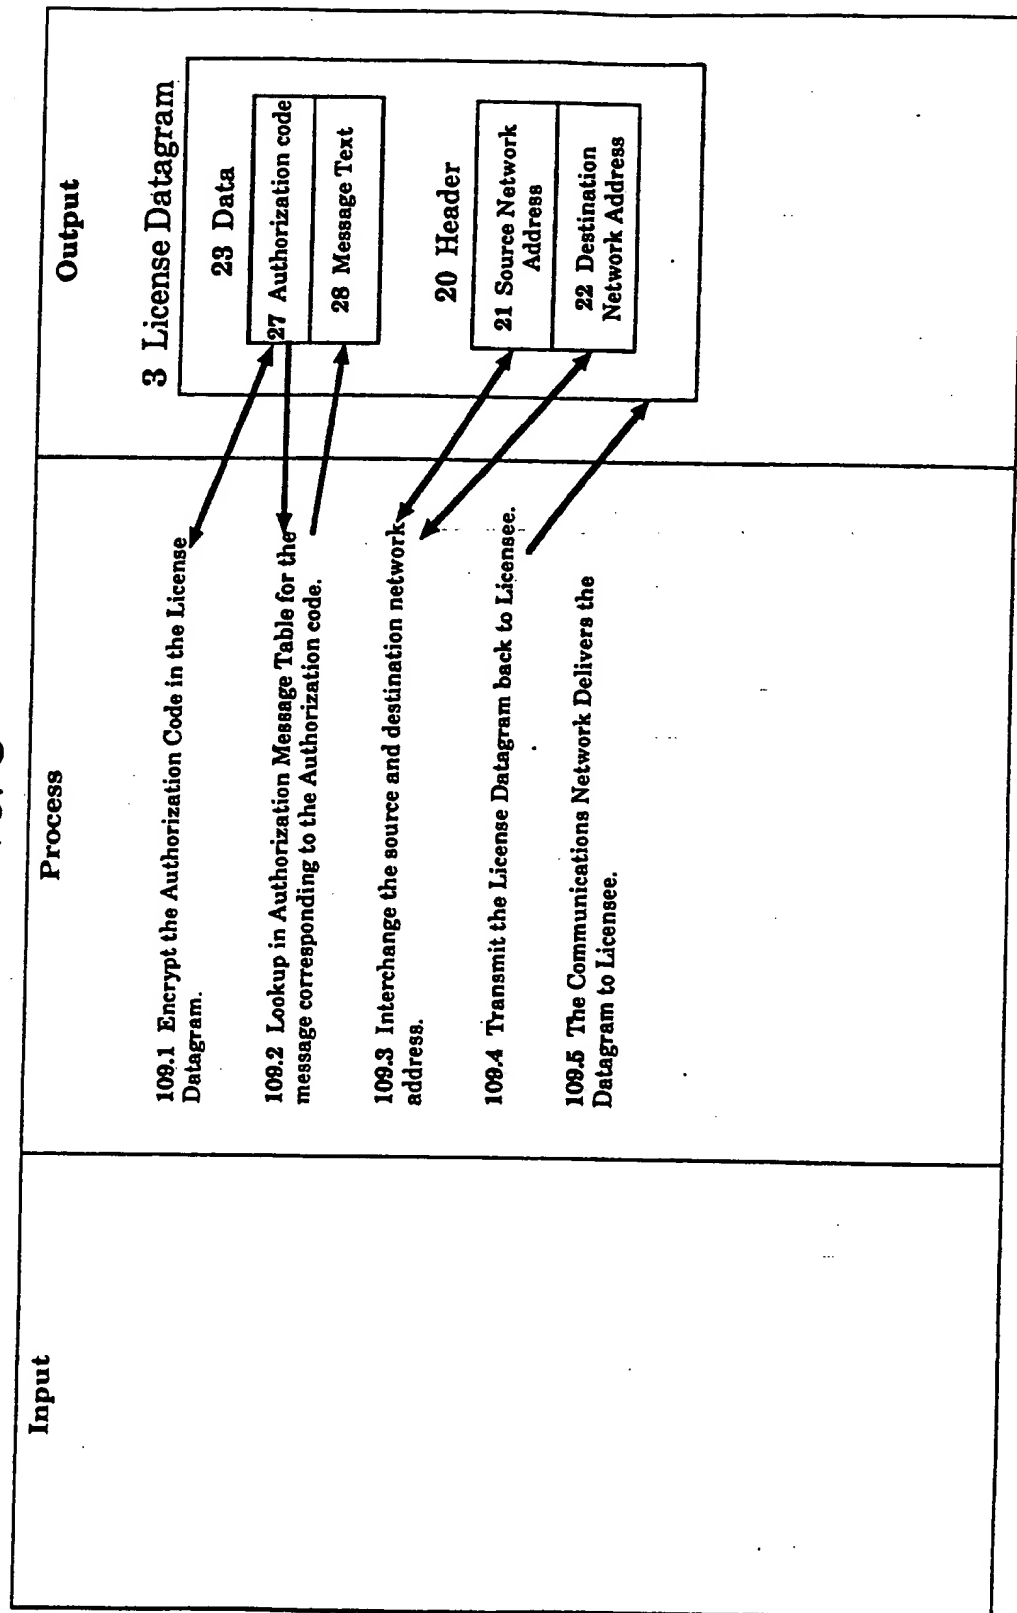 Input
Process
Output
109.1 Encrypt the Authorization Code in the License
Datagram.
109.2 Lookup in Authorization Message Table for the
message corresponding to the Authorization code.
109.3 Interchange the source and destination network
address.
109.4 Transmit the License Datagram back to Licensee.
109.5 The Communications Network Delivers the
Datagram to Licensee.
3 License Datagram
23 Data
27 Authorization code
28 Message Text
20 Header
21 Source Network
Address
22 Destination
Network Address